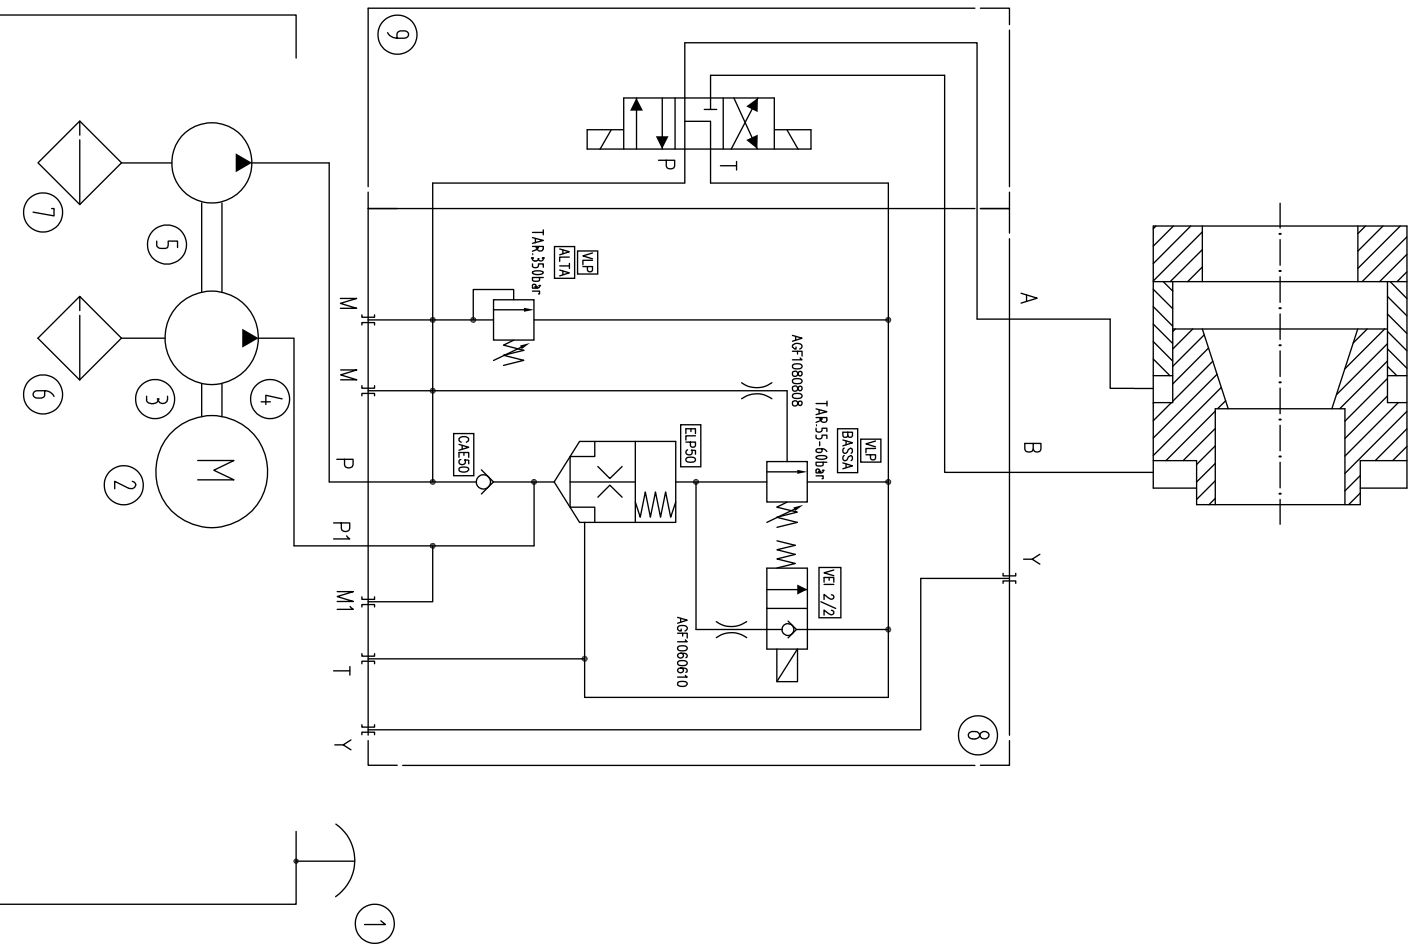 9
P
T
7
5
6
3
4
2
M
M
M
P
P1
M1
T
Y
VLP
ALTA
TAR.350bar
AGF1080808
VLP
BASSA
TAR.55-60bar
ELP50
CAE50
VEI 2/2
AGF1060610
A
B
Y
8
1